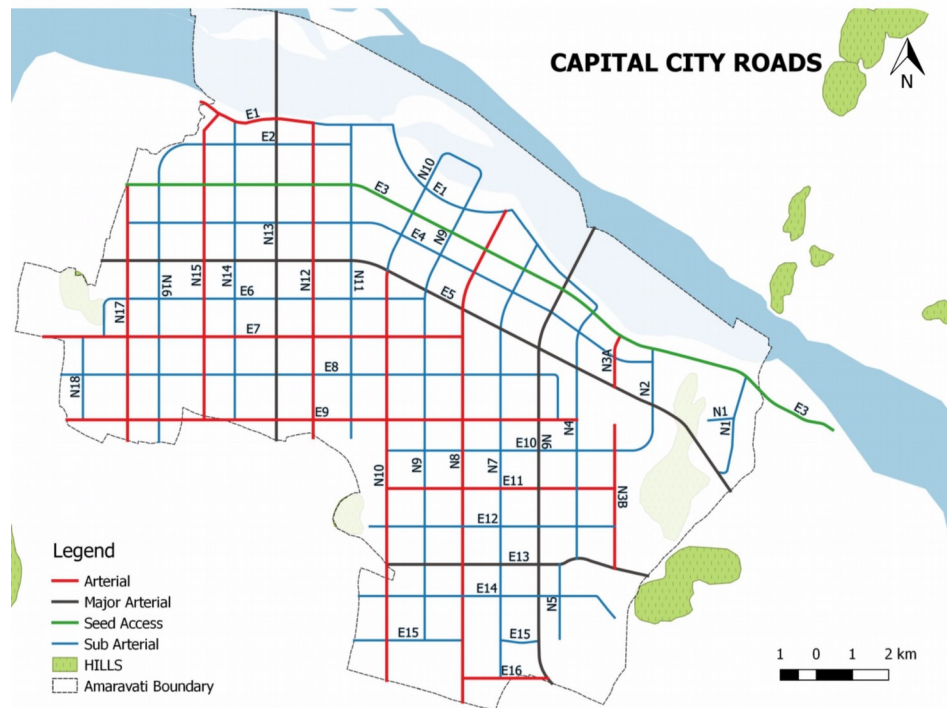 CAPITAL CITY ROADS
N
E1
E2
N10
E1
E3
N9
E4
N13
N16
N15
N14
N12
N11
E5
E6
N17
E7
N3A
E8
N18
N2
E9
N1
N1
E3
N4
E10
N6
N10
N9
N8
N7
E11
N3B
E12
E13
E14
N5
E15
E15
E16
Legend
Arterial
Major Arterial
Seed Access
Sub Arterial
HILLS
Amaravati Boundary
1 0 1 2 km